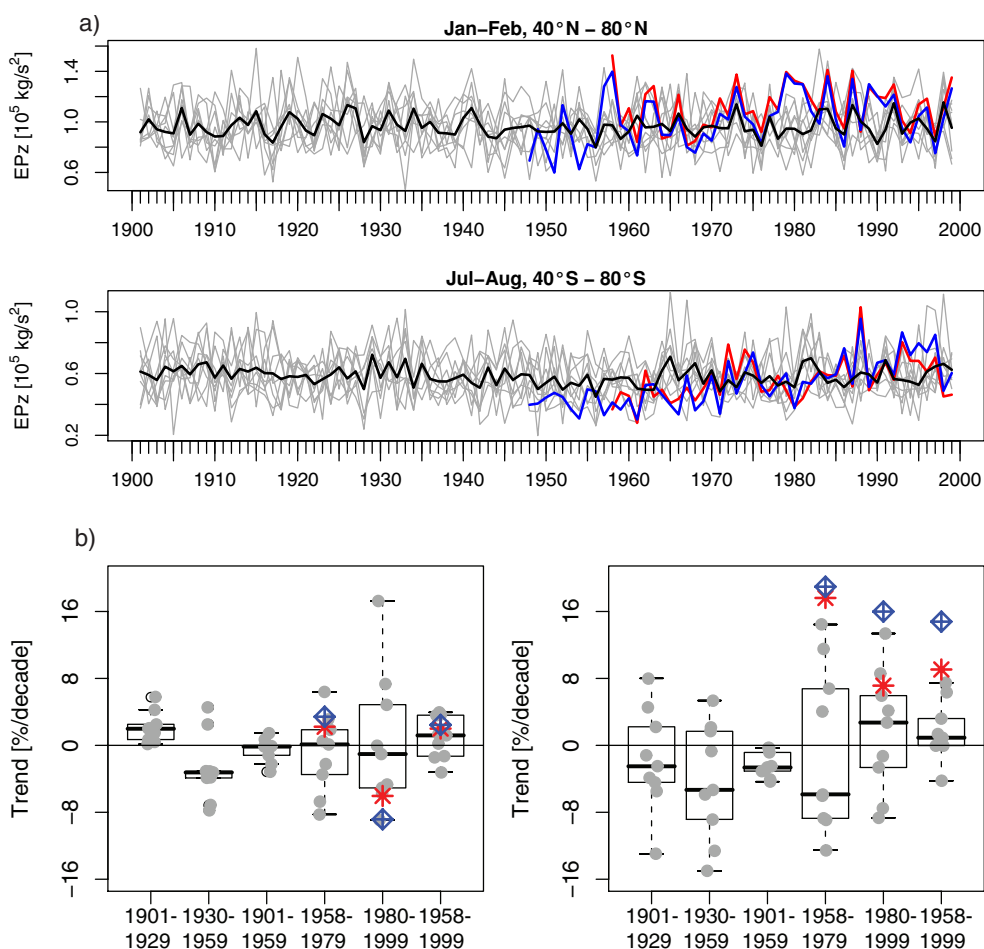 a)
Jan–Feb, 40°N – 80°N
EPz [10⁵ kg/s²]
1.4
1.0
0.6
1900 1910 1920 1930 1940 1950 1960 1970 1980 1990 2000
Jul–Aug, 40°S – 80°S
EPz [10⁵ kg/s²]
1.0
0.6
0.2
1900 1910 1920 1930 1940 1950 1960 1970 1980 1990 2000
b)
Trend [%/decade]
16
8
0
−8
−16
1901- 1930- 1901- 1958- 1980- 1958-
1929 1959 1959 1979 1999 1999
Trend [%/decade]
16
8
0
−8
−16
1901- 1930- 1901- 1958- 1980- 1958-
1929 1959 1959 1979 1999 1999